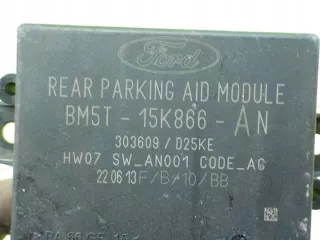 Ford
REAR PARKING AID MODULE
BM5T - 15K866 - AN
303609 / D25KE
HW07 SW_AN001 CODE_AG
22.06.13 F/B-10/BB